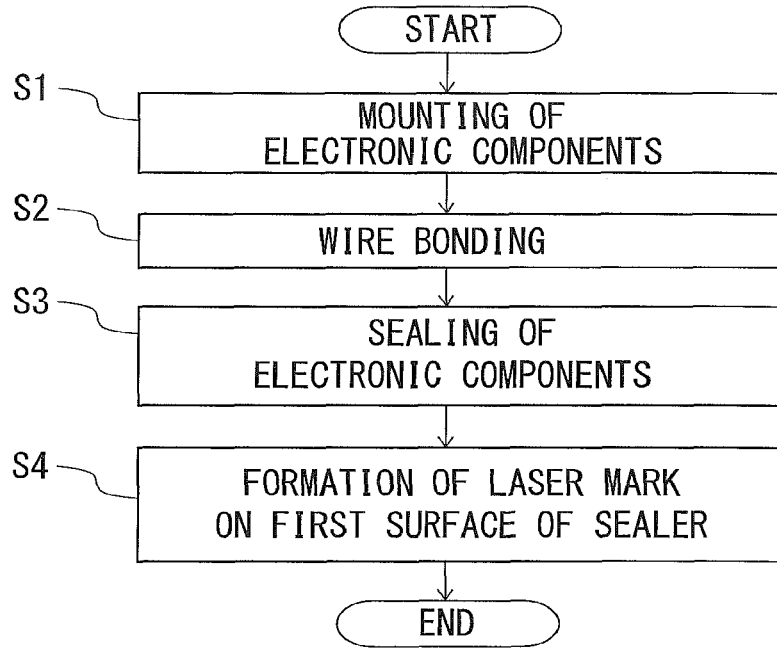 START
S1
MOUNTING OF
ELECTRONIC COMPONENTS
S2
WIRE BONDING
S3
SEALING OF
ELECTRONIC COMPONENTS
S4
FORMATION OF LASER MARK
ON FIRST SURFACE OF SEALER
END